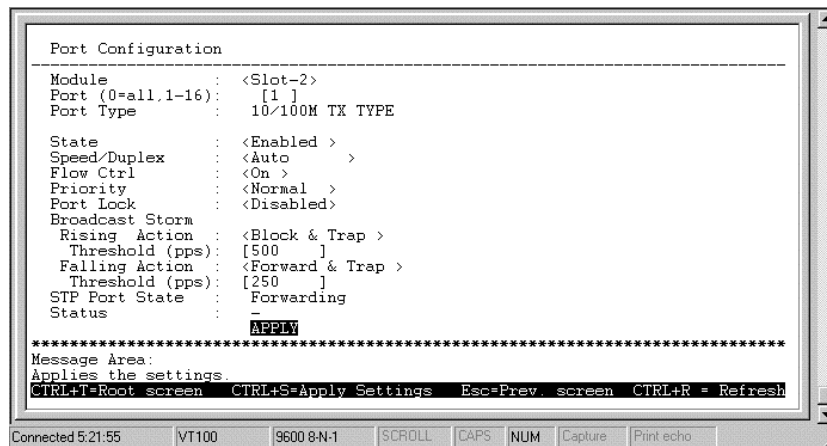 Port Configuration
Module : <Slot-2>
Port (0=all,1-16): [1 ]
Port Type : 10/100M TX TYPE
State : <Enabled >
Speed/Duplex : <Auto >
Flow Ctrl : <On >
Priority : <Normal >
Port Lock : <Disabled>
Broadcast Storm
Rising Action : <Block & Trap >
Threshold (pps): [500 ]
Falling Action : <Forward & Trap >
Threshold (pps): [250 ]
STP Port State : Forwarding
Status : -
APPLY
*******************************************************************************
Message Area:
Applies the settings.
CTRL+T=Root screen CTRL+S=Apply Settings Esc=Prev. screen CTRL+R = Refresh
Connected 5:21:55 VT100 9600 8-N-1 SCROLL CAPS NUM Capture Print echo